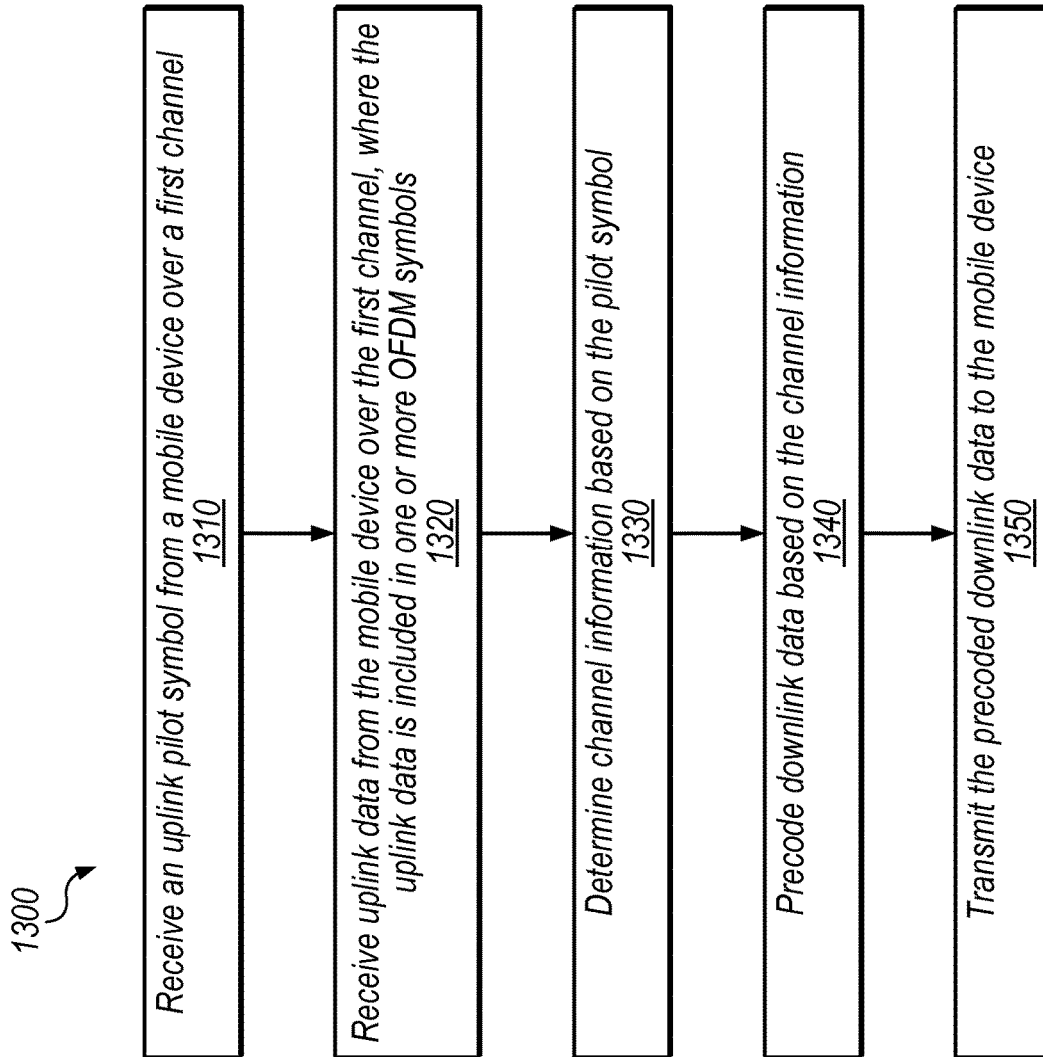 1300
Receive an uplink pilot symbol from a mobile device over a first channel
1310
Receive uplink data from the mobile device over the first channel, where the
uplink data is included in one or more OFDM symbols
1320
Determine channel information based on the pilot symbol
1330
Precode downlink data based on the channel information
1340
Transmit the precoded downlink data to the mobile device
1350